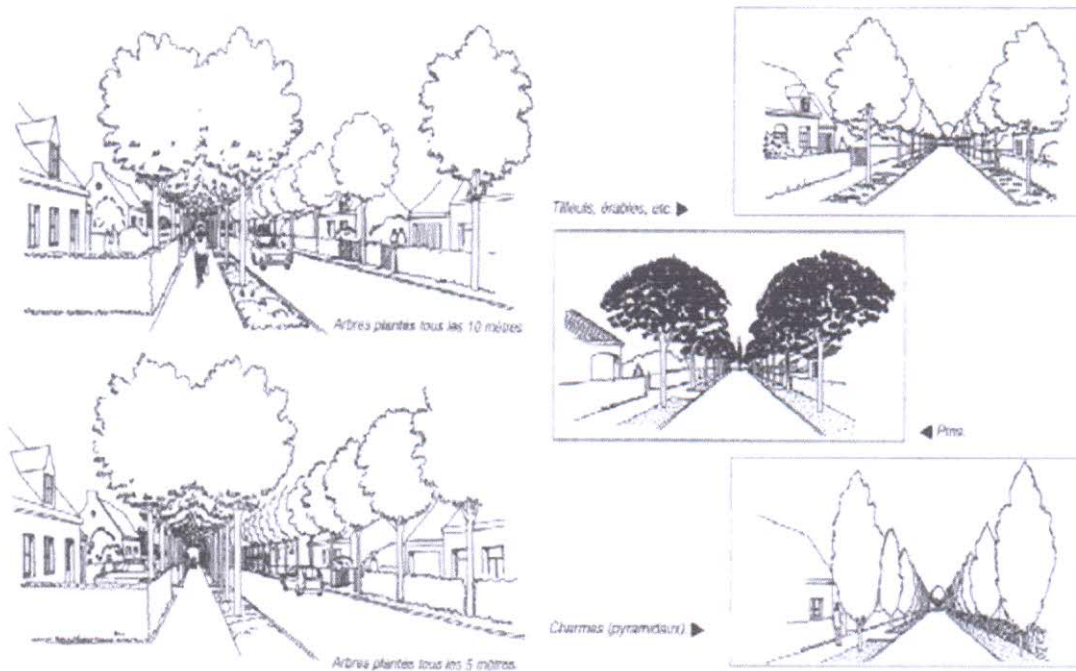 Arbres plantés tous les 10 mètres
Arbres plantés tous les 5 mètres.
Tilleuls, érables, etc. ▶
◀ Pins.
Charmes (pyramidaux) ▶